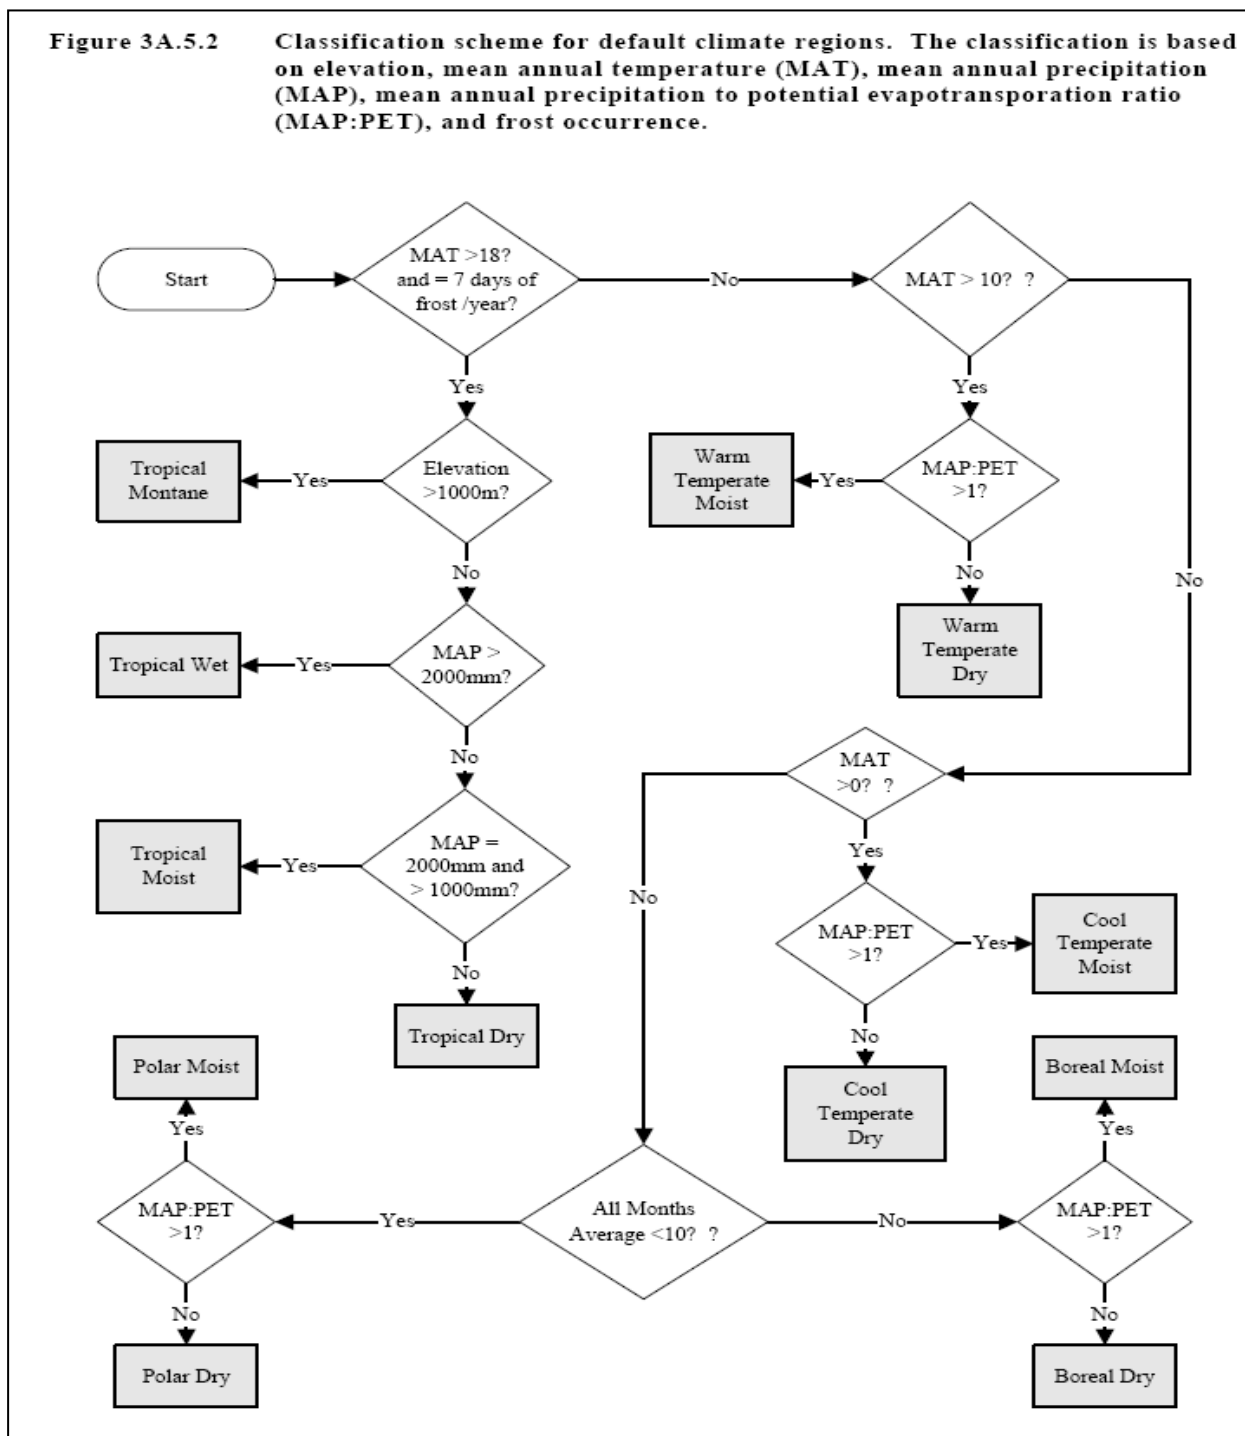 Figure 3A.5.2 Classification scheme for default climate regions. The classification is based
on elevation, mean annual temperature (MAT), mean annual precipitation
(MAP), mean annual precipitation to potential evapotransporation ratio
(MAP:PET), and frost occurrence.
Start
MAT >18?
and = 7 days of
frost /year?
No
MAT > 10? ?
Yes
Yes
Tropical
Montane
Yes
Elevation
>1000m?
Warm
Temperate
Moist
Yes
MAP:PET
>1?
No
No
No
Warm
Temperate
Dry
Tropical Wet
Yes
MAP >
2000mm?
No
MAT
>0? ?
Yes
Tropical
Moist
Yes
MAP =
2000mm and
> 1000mm?
No
MAP:PET
>1?
Yes
Cool
Temperate
Moist
No
Tropical Dry
No
Cool
Temperate
Dry
Polar Moist
Yes
Boreal Moist
Yes
MAP:PET
>1?
Yes
All Months
Average <10? ?
No
MAP:PET
>1?
No
No
Polar Dry
Boreal Dry